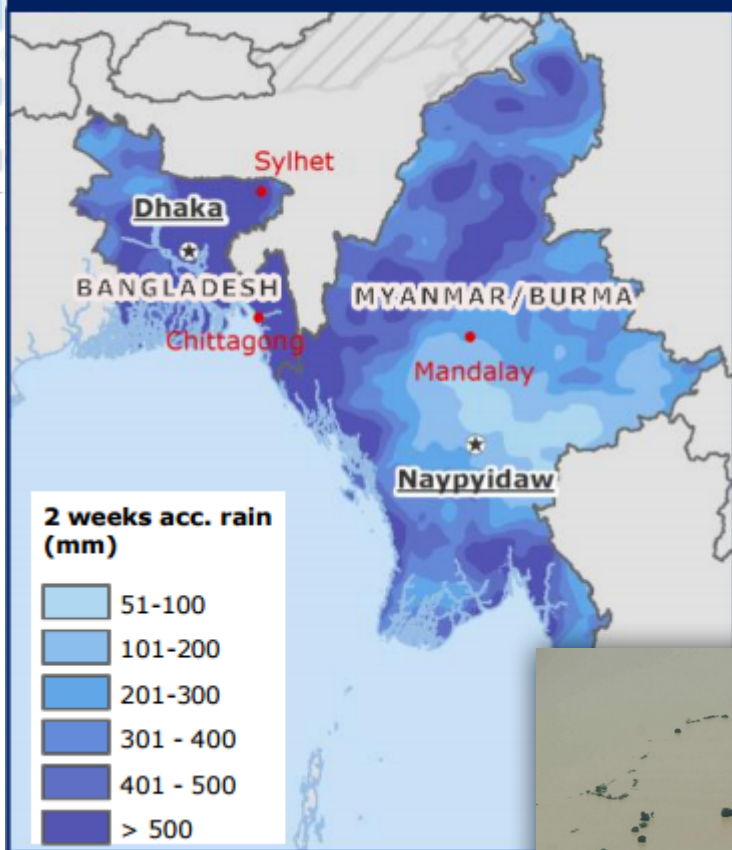 Sylhet
Dhaka
BANGLADESH
MYANMAR/BURMA
Chittagong
Mandalay
Naypyidaw
2 weeks acc. rain
(mm)
51-100
101-200
201-300
301 - 400
401 - 500
> 500